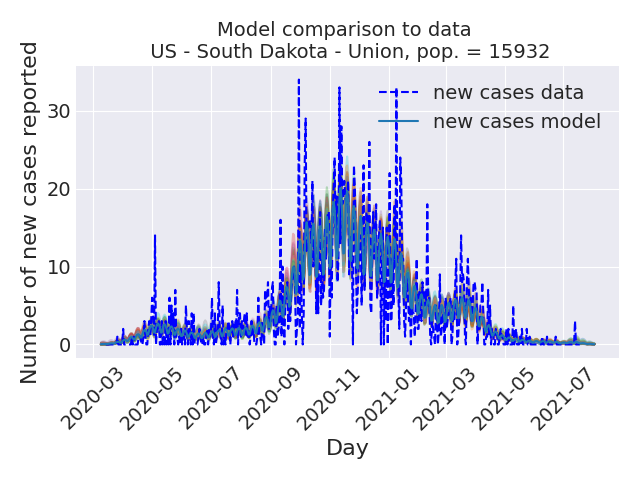 Model comparison to data
US - South Dakota - Union, pop. = 15932
Number of new cases reported
30
20
10
0
new cases data
new cases model
2020-03
2020-05
2020-07
2020-09
2020-11
2021-01
2021-03
2021-05
2021-07
Day